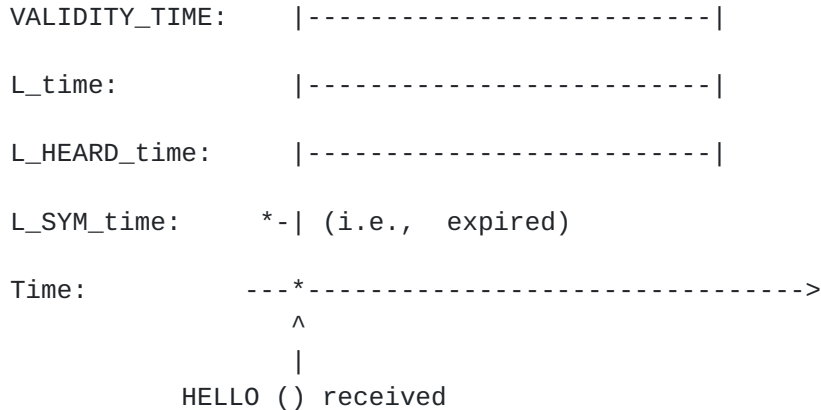 VALIDITY_TIME:    |--------------------------|
L_time:           |--------------------------|
L_HEARD_time:     |--------------------------|
L_SYM_time:     *-| (i.e.,  expired)
Time:          ---*-------------------------------->
^
|
HELLO () received